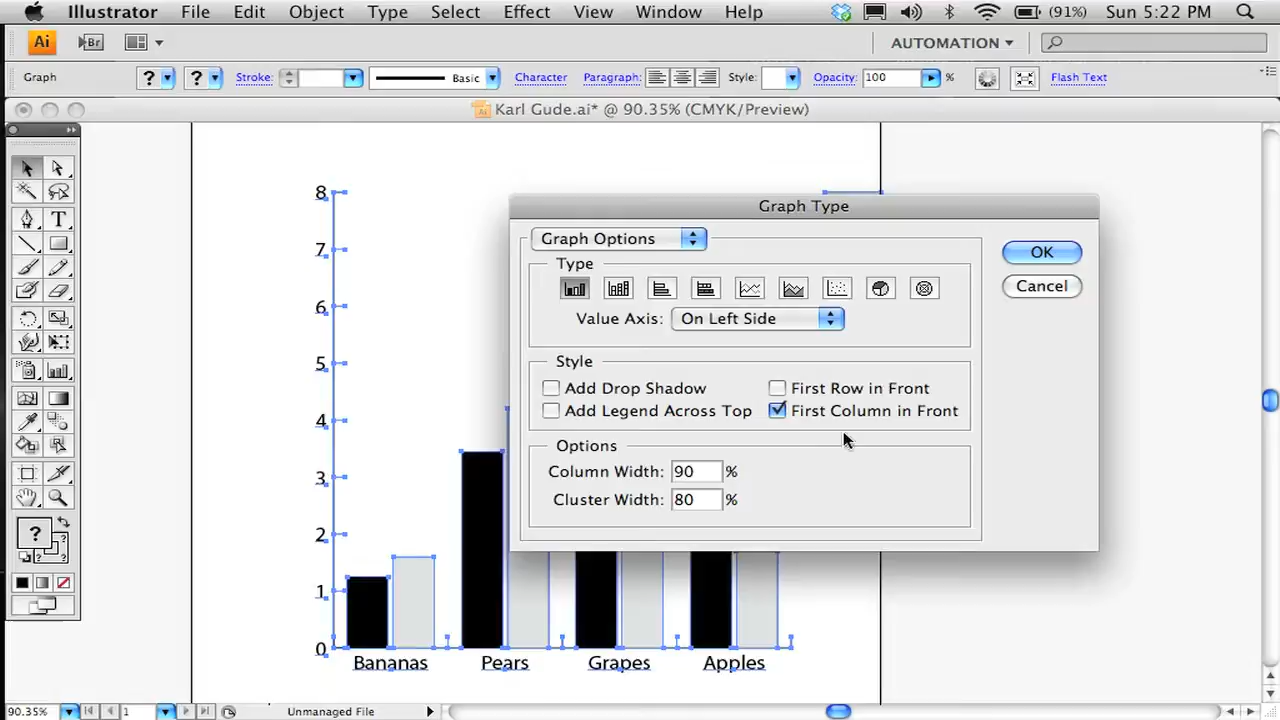 Illustrator File Edit Object Type Select Effect View Window Help (91%) Sun 5:22 PM
Ai Br AUTOMATION
Graph ? ? Stroke: Basic Character Paragraph: Style: Opacity: 100 % Flash Text
Karl Gude.ai* @ 90.35% (CMYK/Preview)
T
?
8
7
6
5
4
3
2
1
0
Bananas Pears Grapes Apples
Graph Type
Graph Options
OK
Type
Cancel
Value Axis: On Left Side
Style
Add Drop Shadow First Row in Front
Add Legend Across Top First Column in Front
Options
Column Width: 90 %
Cluster Width: 80 %
90.35% 1 Unmanaged File